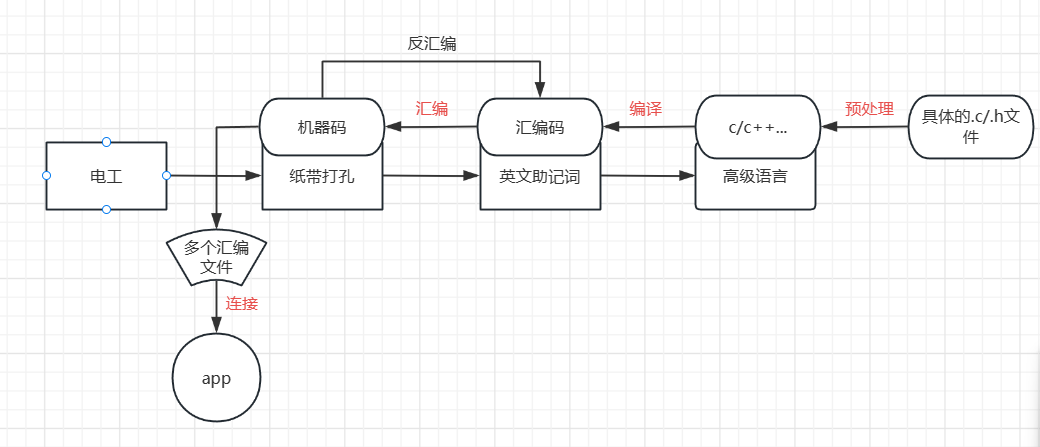 反汇编
机器码
汇编
汇编码
编译
c/c++...
预处理
具体的.c/.h文
件
电工
纸带打孔
英文助记词
高级语言
多个汇编
文件
连接
app